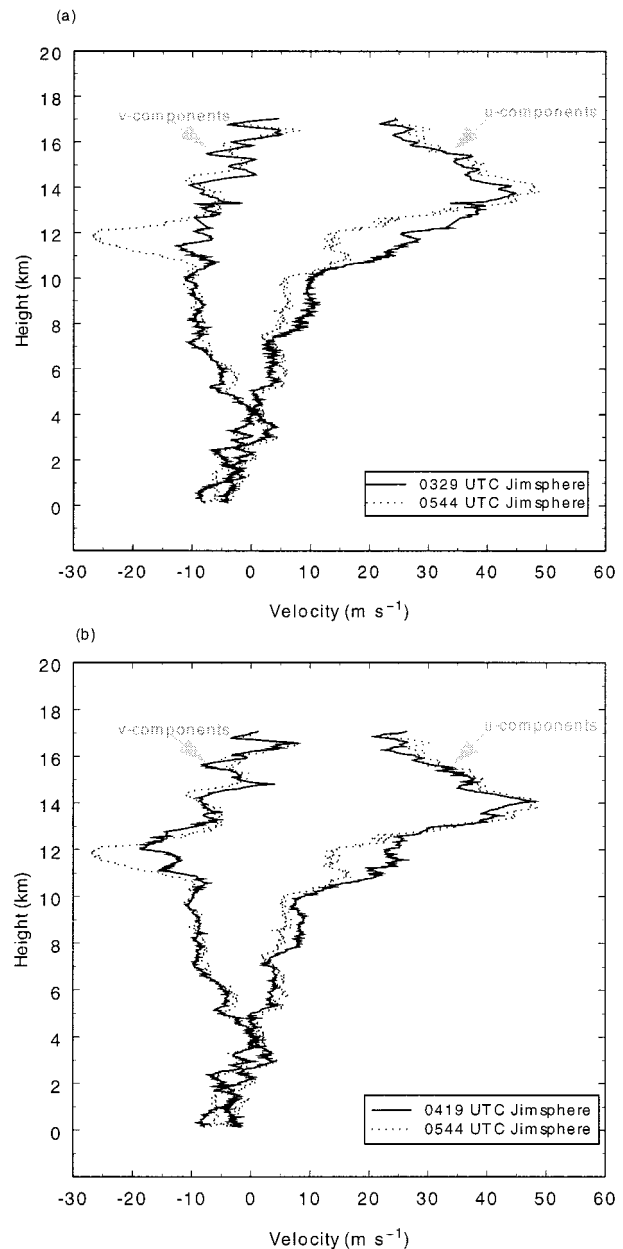 (a)
20
18
16
14
12
10
8
6
4
2
0
Height (km)
v-components
u-components
0329 UTC Jimsphere
0544 UTC Jimsphere
-30 -20 -10 0 10 20 30 40 50 60
Velocity (m s⁻¹)
(b)
20
18
16
14
12
10
8
6
4
2
0
Height (km)
v-components
u-components
0419 UTC Jimsphere
0544 UTC Jimsphere
-30 -20 -10 0 10 20 30 40 50 60
Velocity (m s⁻¹)